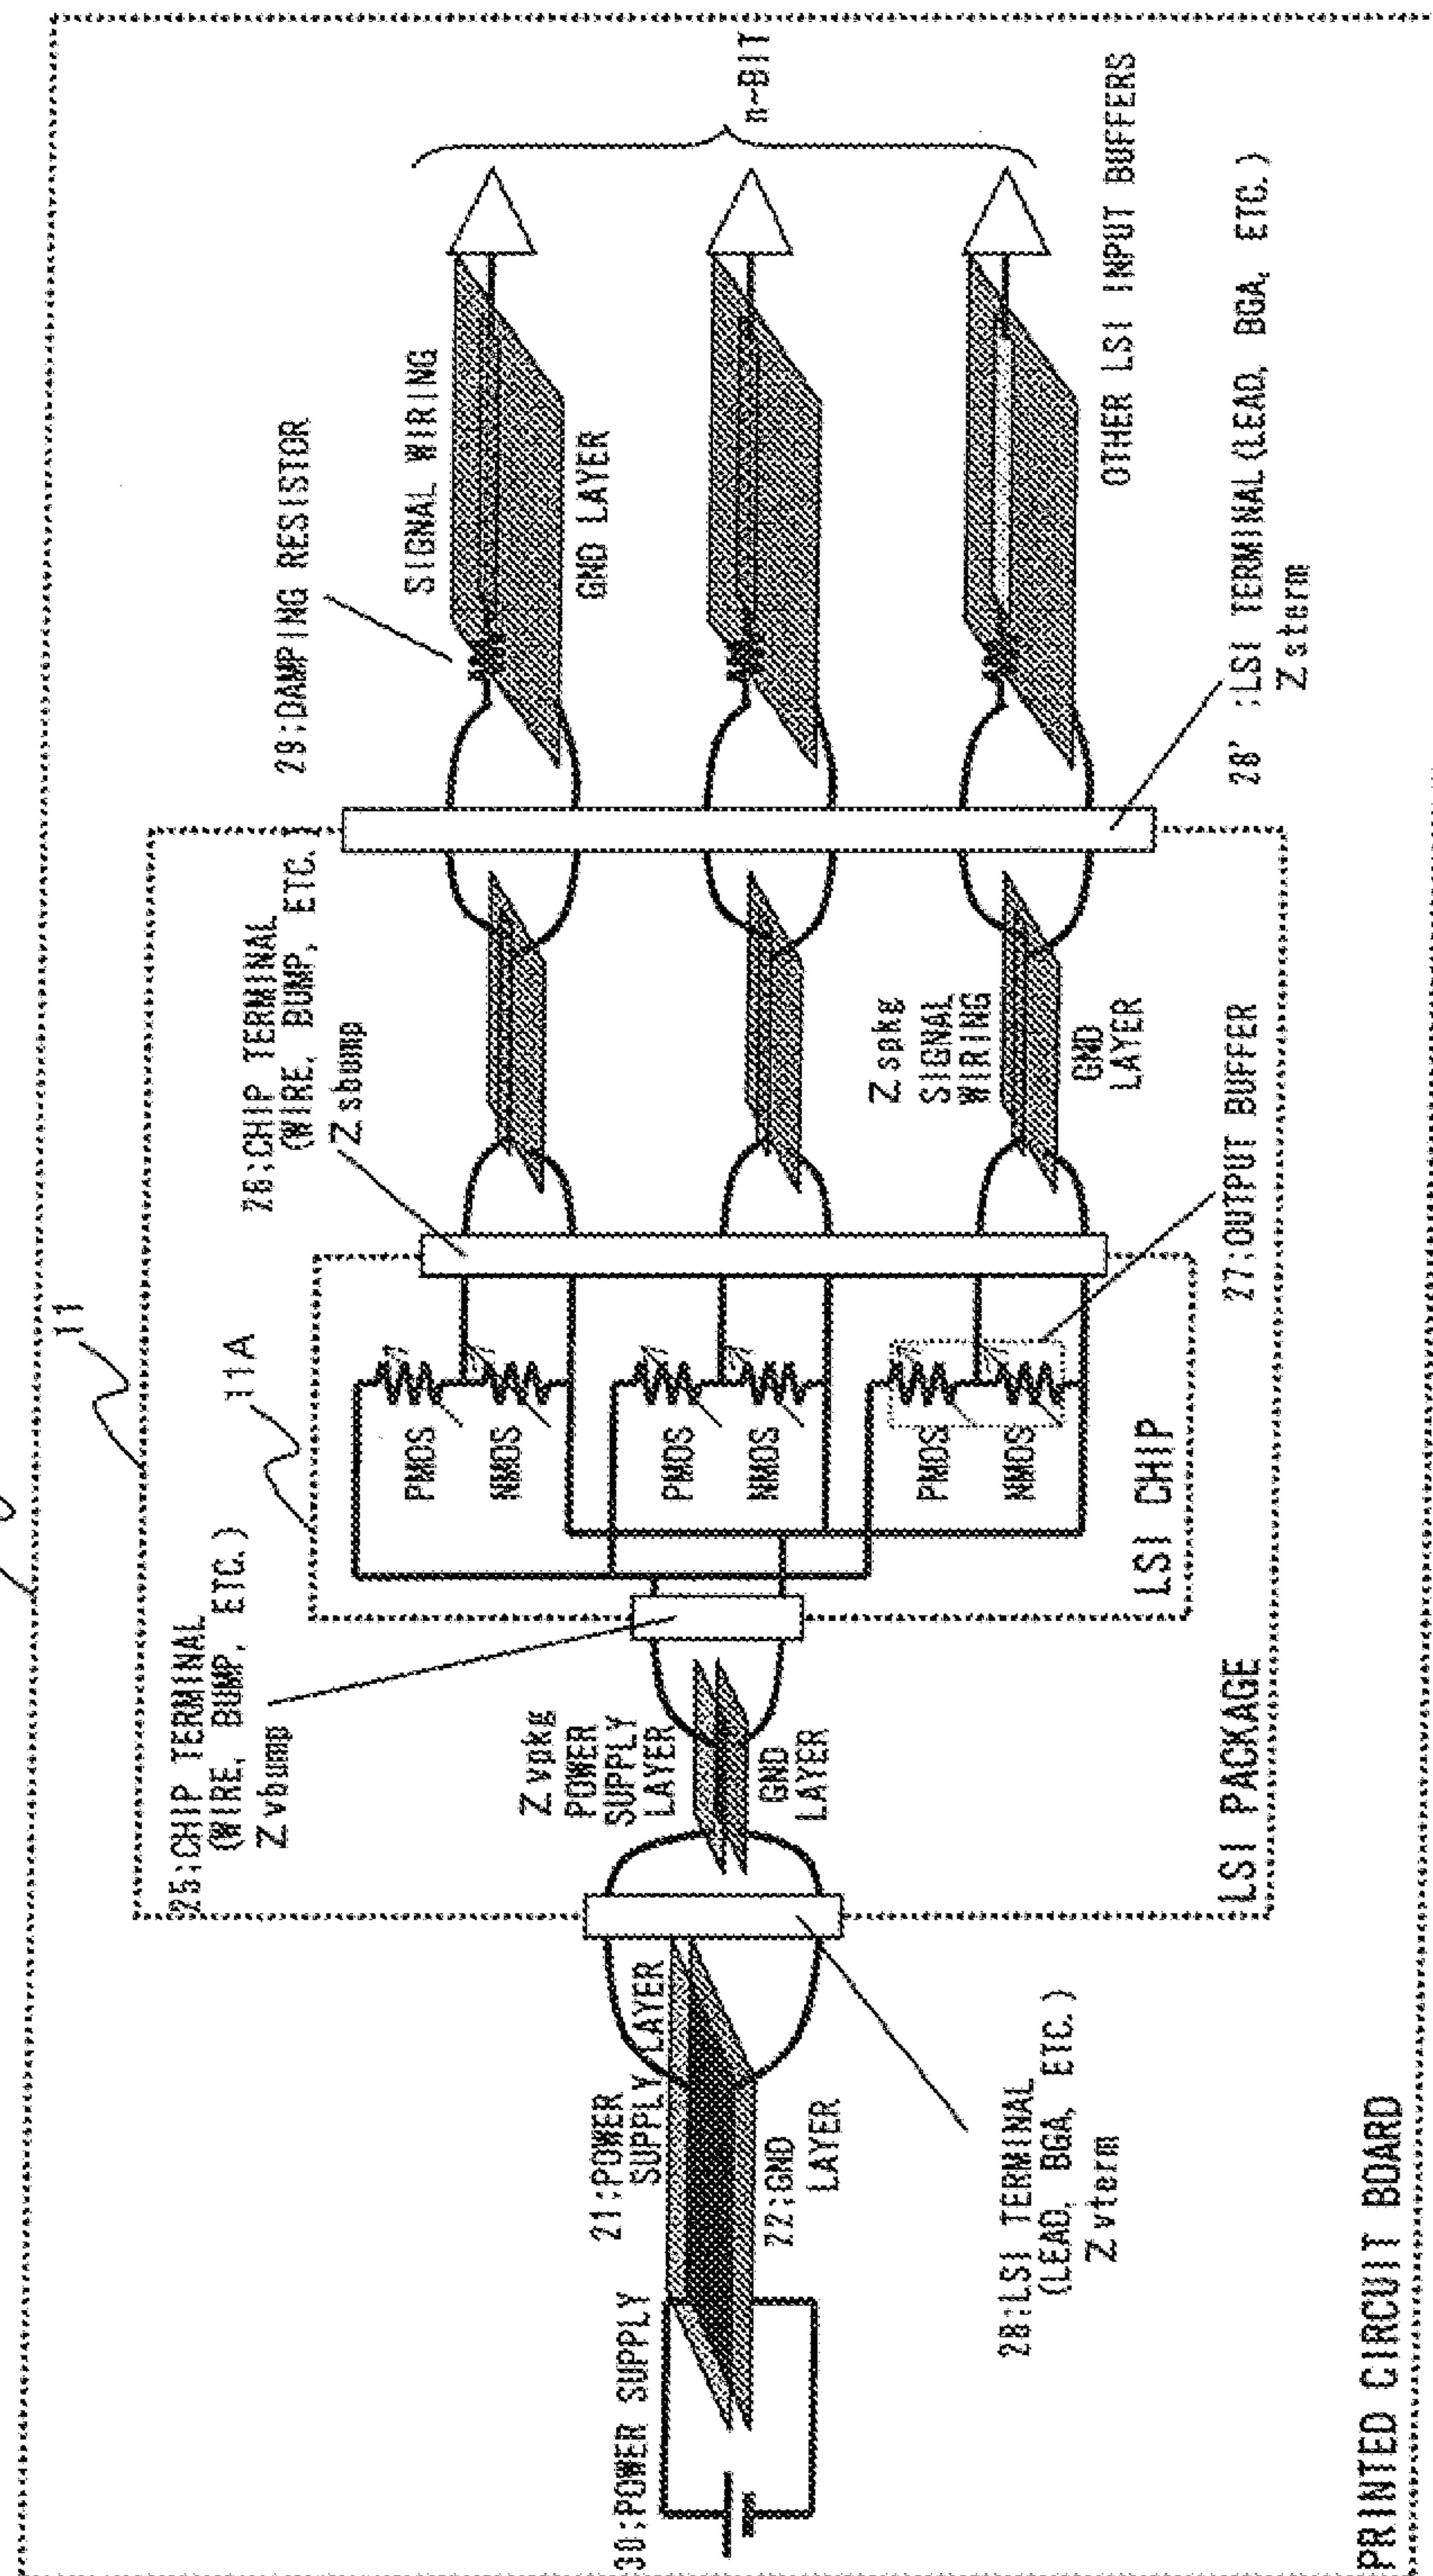 11
11A
25:CHIP TERMINAL
(WIRE, BUMP, ETC.)
Zvbump
26:CHIP TERMINAL
(WIRE, BUMP, ETC.)
Zsbump
29:DAMPING RESISTOR
SIGNAL WIRING
GND LAYER
n-BIT
30:POWER SUPPLY
21:POWER
SUPPLY LAYER
22:GND
LAYER
Zvpkg
POWER
SUPPLY
LAYER
GND
LAYER
PMOS
NMOS
PMOS
NMOS
PMOS
NMOS
Zspkg
SIGNAL
WIRING
GND
LAYER
OTHER LSI INPUT BUFFERS
28:LSI TERMINAL
(LEAD, BGA, ETC.)
Zvterm
LSI CHIP
27:OUTPUT BUFFER
28' :LSI TERMINAL(LEAD, BGA, ETC.)
Zsterm
LSI PACKAGE
PRINTED CIRCUIT BOARD